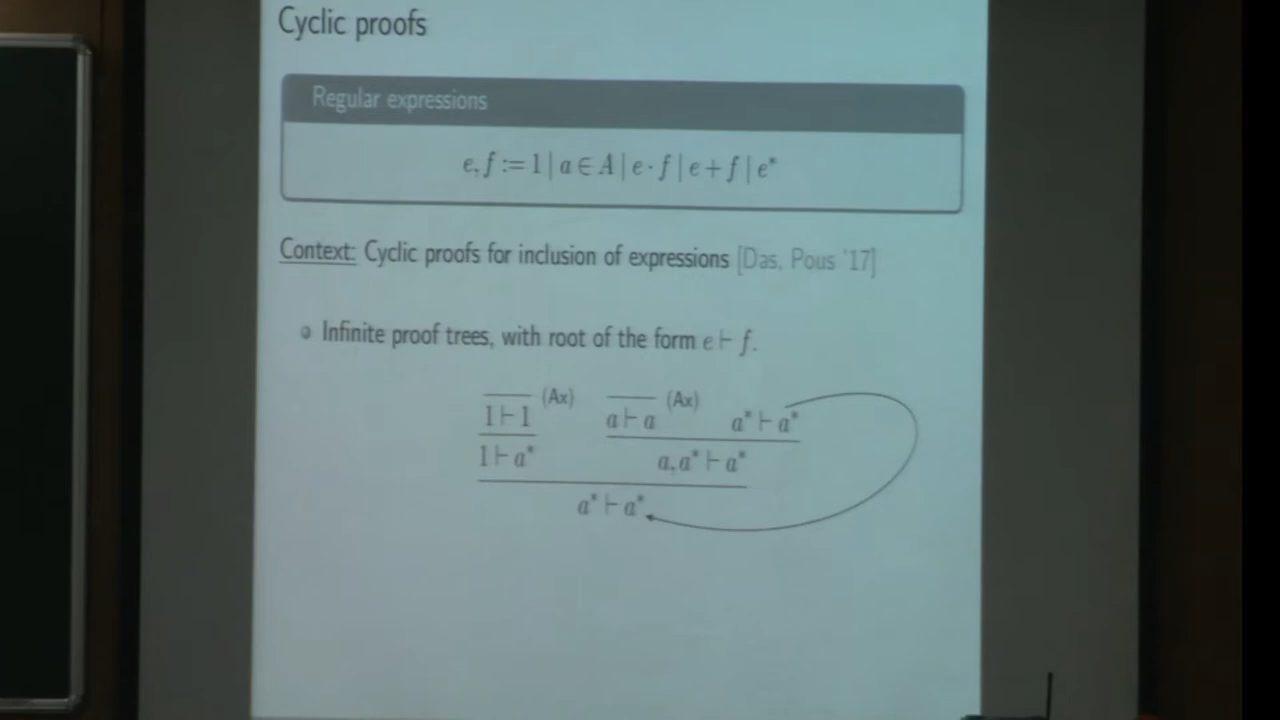 Cyclic proofs
Regular expressions
e, f := 1 | a ∈ A | e · f | e + f | e*
Context: Cyclic proofs for inclusion of expressions [Das, Pous '17]
Infinite proof trees, with root of the form e ⊢ f.
(Ax) (Ax)
1 ⊢ 1 a ⊢ a a* ⊢ a*
1 ⊢ a* a, a* ⊢ a*
a* ⊢ a*